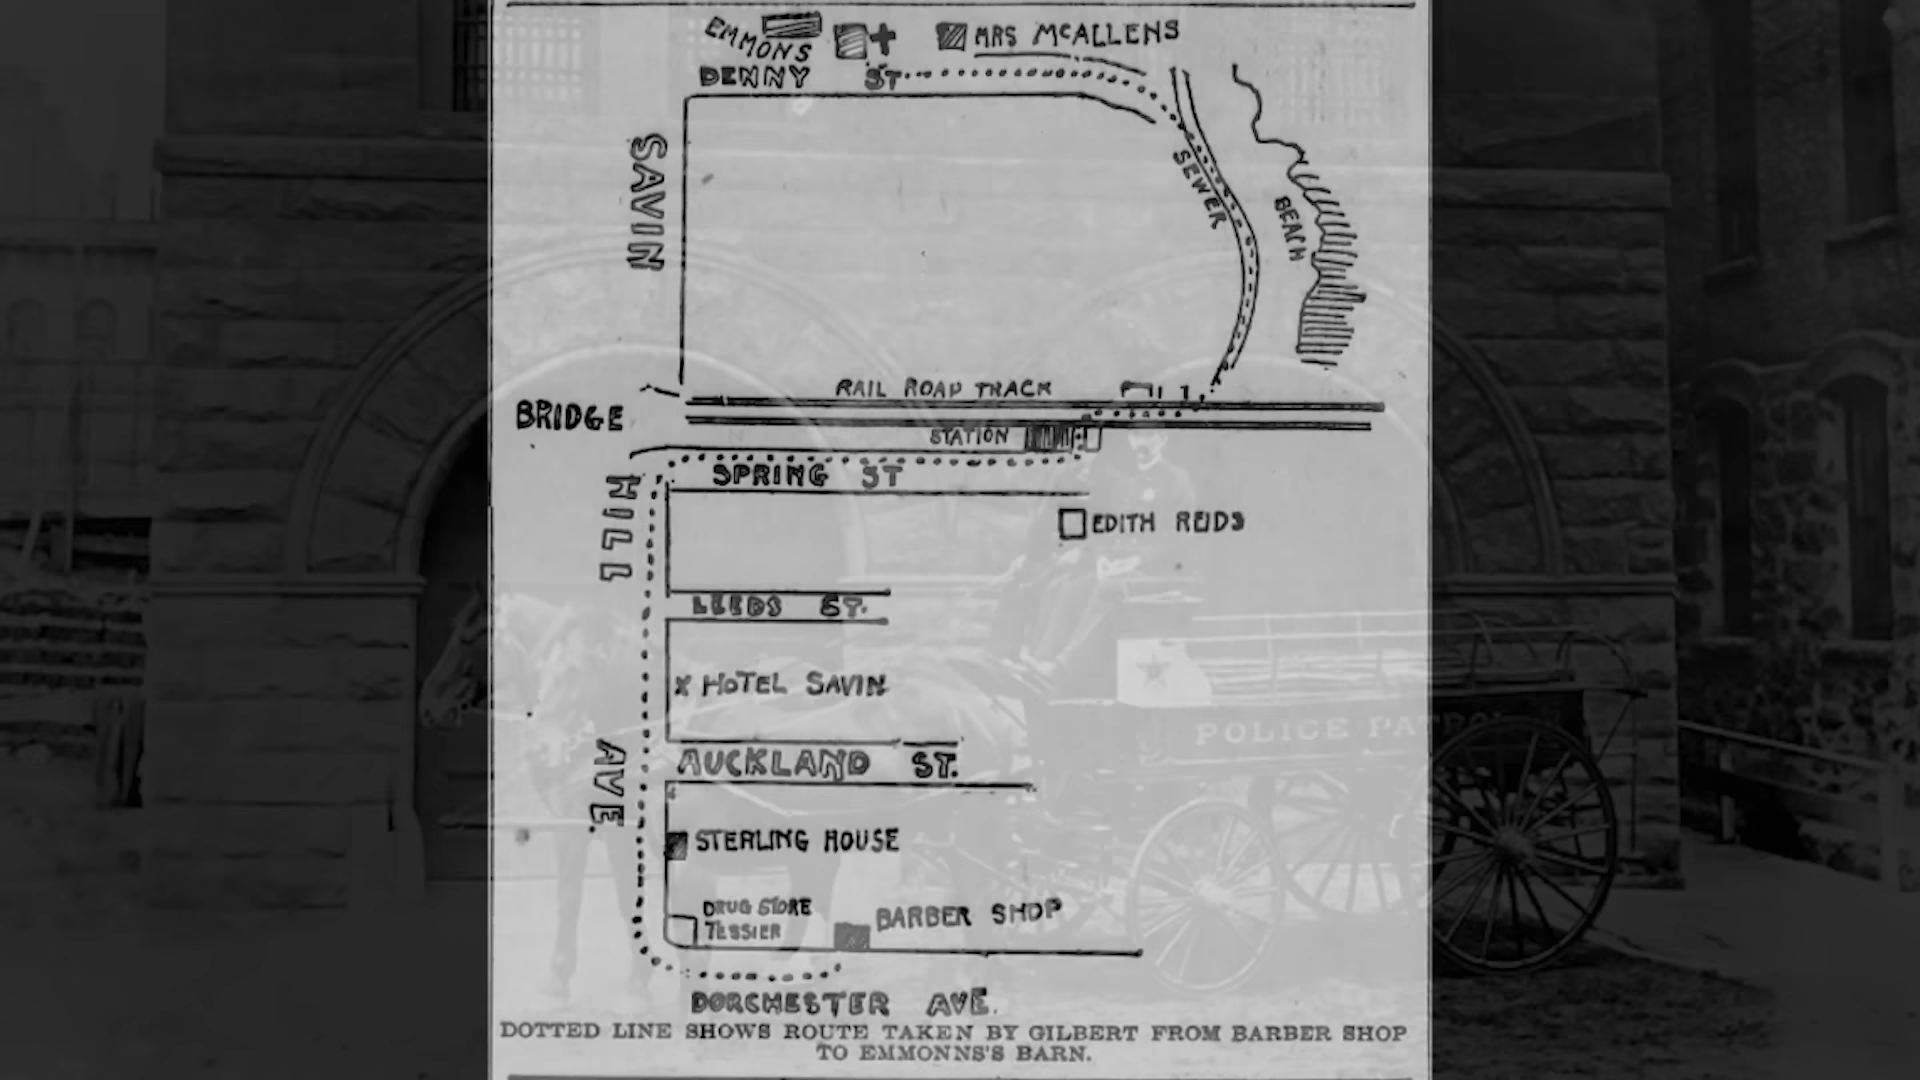 EMMONS
MRS McALLENS
DENNY ST
SAVIN
SEWER
BEACH
RAIL ROAD TRACK
BRIDGE
STATION
SPRING ST
HILL
EDITH REIDS
LEEDS ST.
X HOTEL SAVIN
POLICE PATROL
AUCKLAND ST.
AVE.
STERLING HOUSE
DRUG STORE
TESSIER
BARBER SHOP
DORCHESTER AVE.
DOTTED LINE SHOWS ROUTE TAKEN BY GILBERT FROM BARBER SHOP
TO EMMONNS'S BARN.